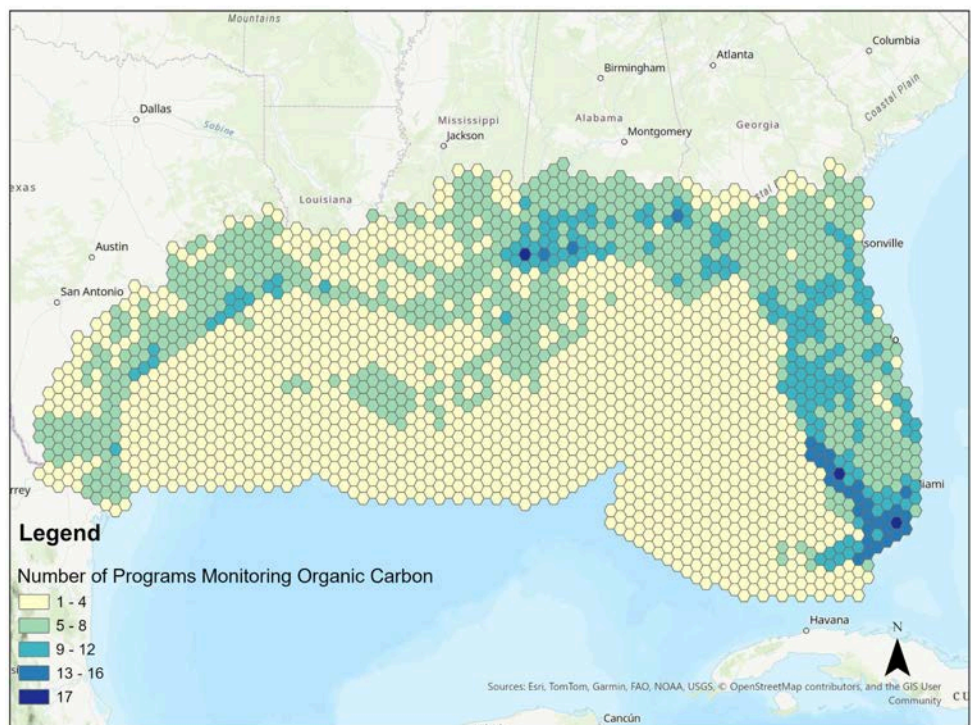 Mountains
Columbia
Atlanta
Birmingham
Coastal Plain
Dallas
Mississippi
Alabama
Georgia
Sabine
Jackson
Montgomery
exas
Louisiana
Austin
sonville
San Antonio
rrey
iami
Legend
Number of Programs Monitoring Organic Carbon
1 - 4
5 - 8
9 - 12
13 - 16
17
Havana
N
Sources: Esri, TomTom, Garmin, FAO, NOAA, USGS, © OpenStreetMap contributors, and the GIS User
Community
C U
Cancún